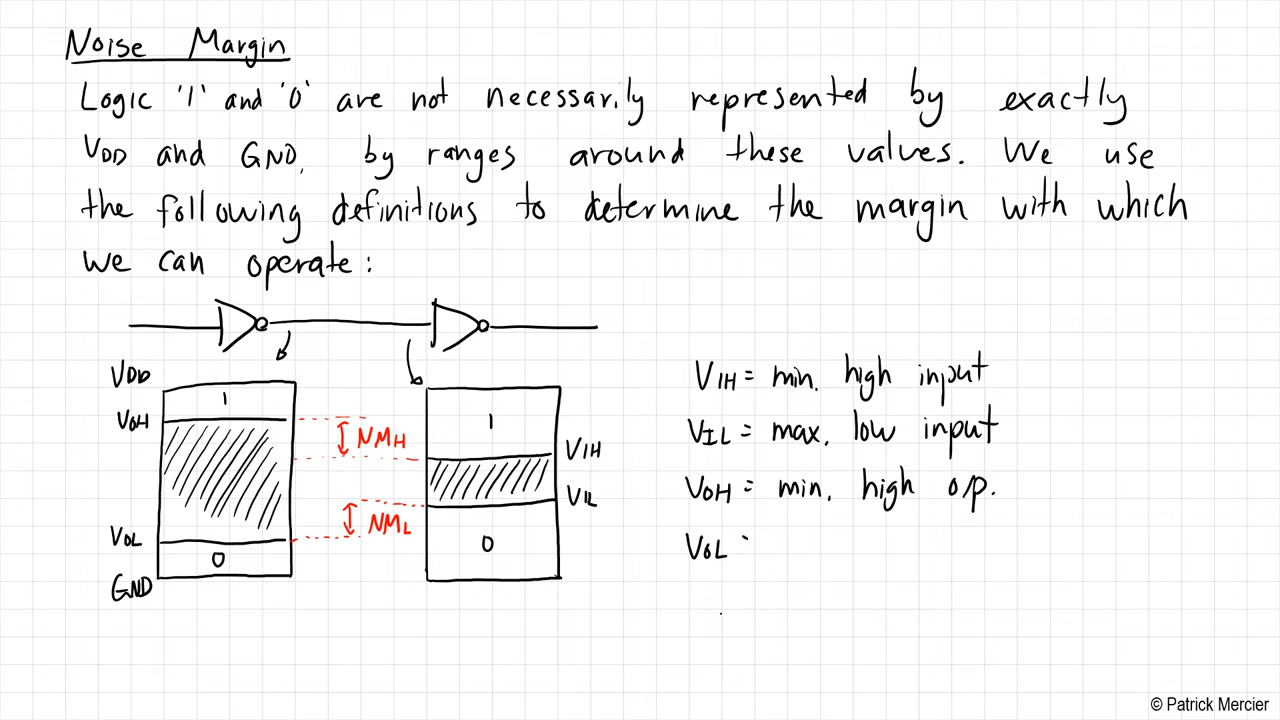 Noise Margin
Logic '1' and '0' are not necessarily represented by exactly
VDD and GND, by ranges around these values. We use
the following definitions to determine the margin with which
we can operate:
VDD
1
VOH
VOL
0
GND
NMH
NML
1
VIH
VIL
0
VIH = min. high input
VIL = max. low input
VOH = min. high o/p.
VOL =
© Patrick Mercier